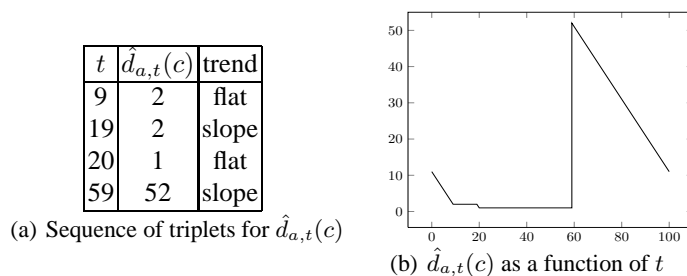 t d̂a,t(c) trend
9 2 flat
19 2 slope
20 1 flat
59 52 slope
(a) Sequence of triplets for d̂a,t(c)
50
40
30
20
10
0
0 20 40 60 80 100
(b) d̂a,t(c) as a function of t